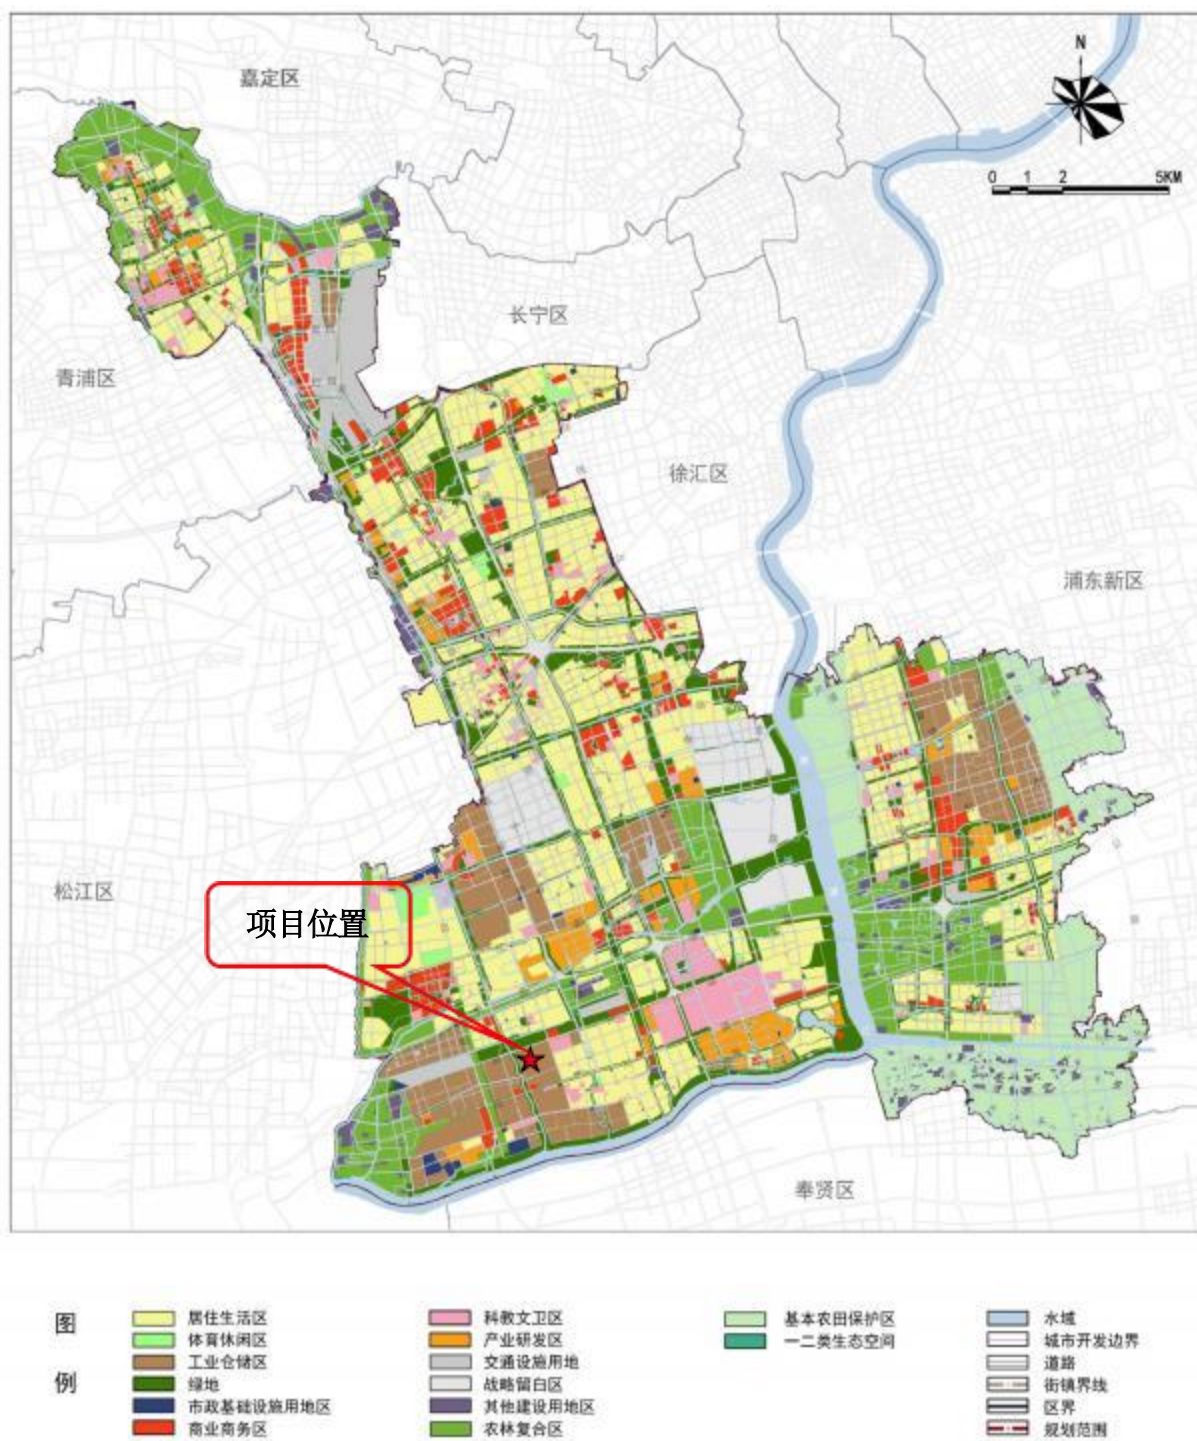 嘉定区
N
0 1 2 5KM
长宁区
青浦区
徐汇区
浦东新区
松江区
项目位置
奉贤区
图例
居住生活区
体育休闲区
工业仓储区
绿地
市政基础设施用地区
商业商务区
科教文卫区
产业研发区
交通设施用地
战略留白区
其他建设用地区
农林复合区
基本农田保护区
一二类生态空间
水域
城市开发边界
道路
街镇界线
区界
规划范围